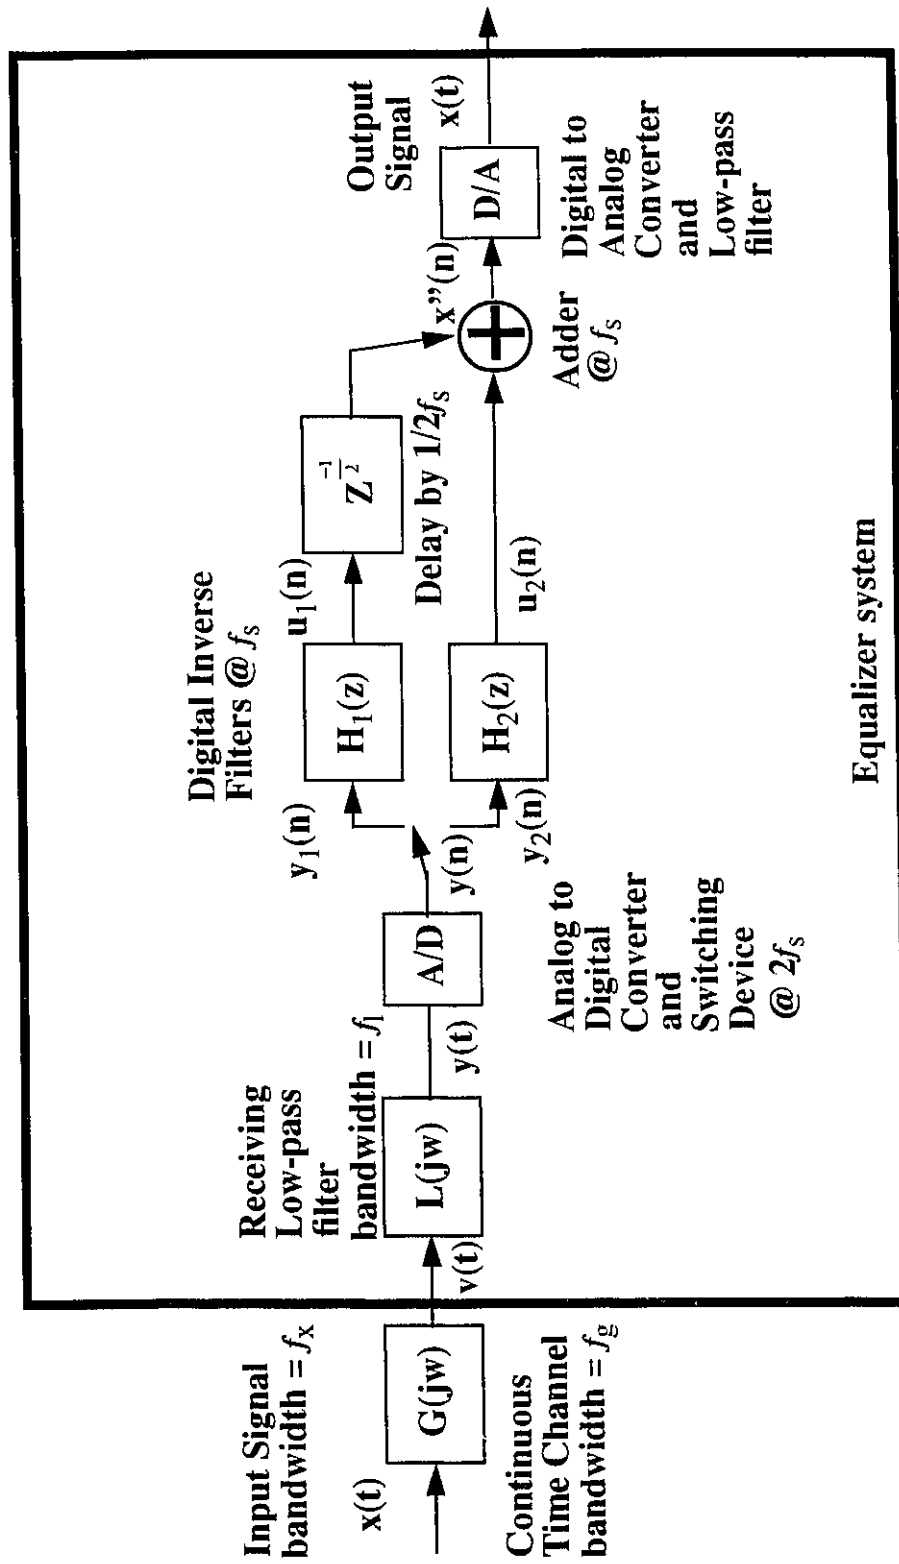 Input Signal
bandwidth = fx
x(t)
G(jw)
Continuous
Time Channel
bandwidth = fg
v(t)
Receiving
Low-pass
filter
bandwidth = fl
L(jw)
y(t)
A/D
y(n)
Analog to
Digital
Converter
and
Switching
Device
@ 2fs
y1(n)
y2(n)
Digital Inverse
Filters @ fs
H1(z)
H2(z)
u1(n)
u2(n)
Z^(-1/2)
Delay by 1/2fs
x”(n)
+
Adder
@ fs
D/A
Digital to
Analog
Converter
and
Low-pass
filter
Output
Signal
x(t)
Equalizer system